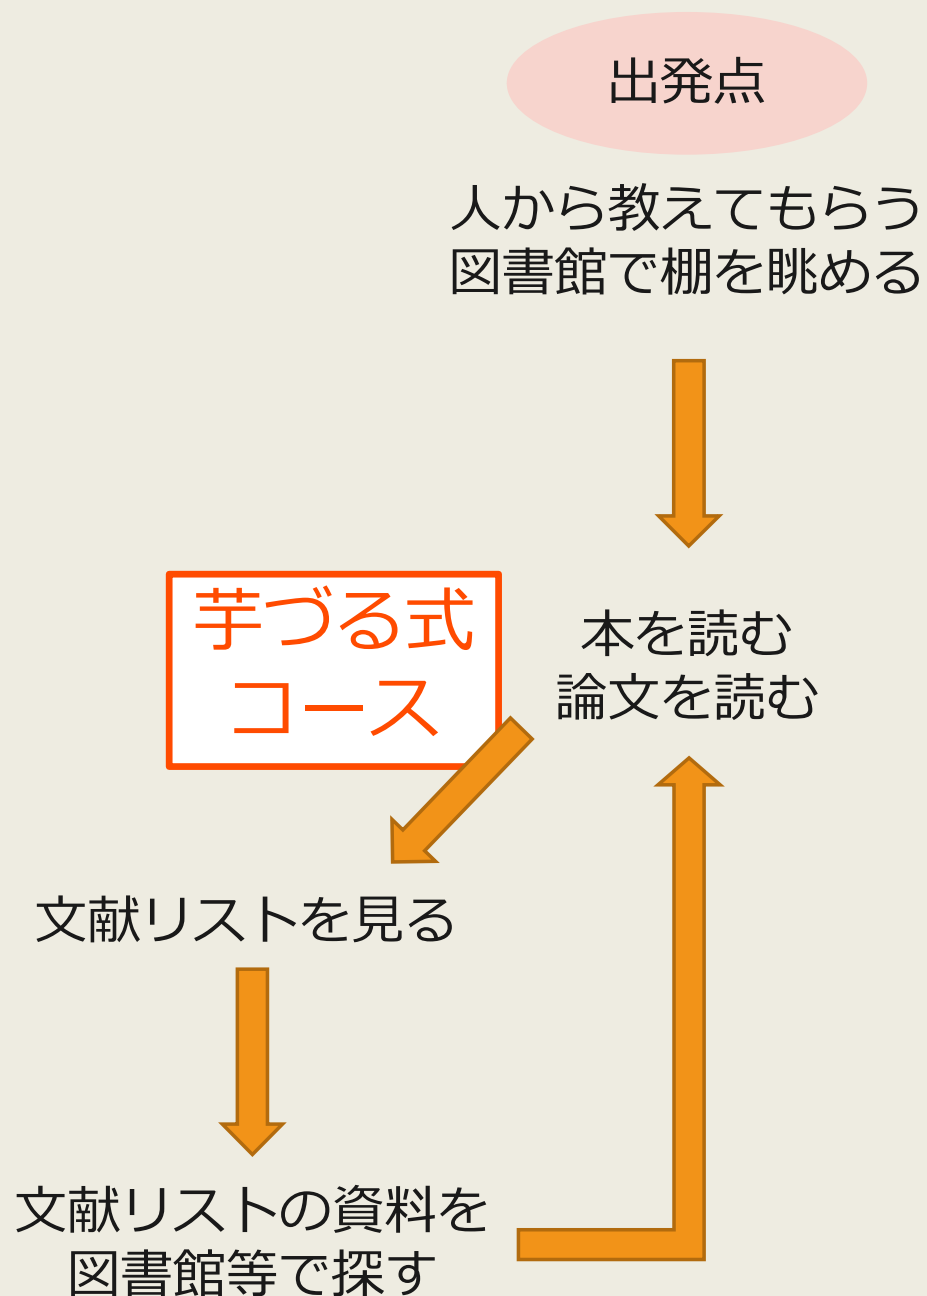 出発点
人から教えてもらう
図書館で棚を眺める
芋づる式
コース
本を読む
論文を読む
文献リストを見る
文献リストの資料を
図書館等で探す